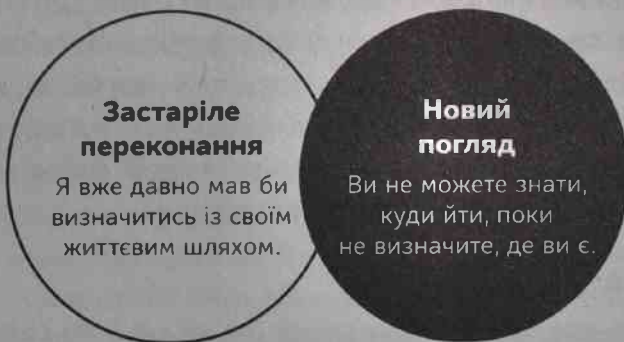 Застаріле
переконання
Я вже давно мав би
визначитись із своїм
життєвим шляхом.
Новий
погляд
Ви не можете знати,
куди йти, поки
не визначите, де ви є.